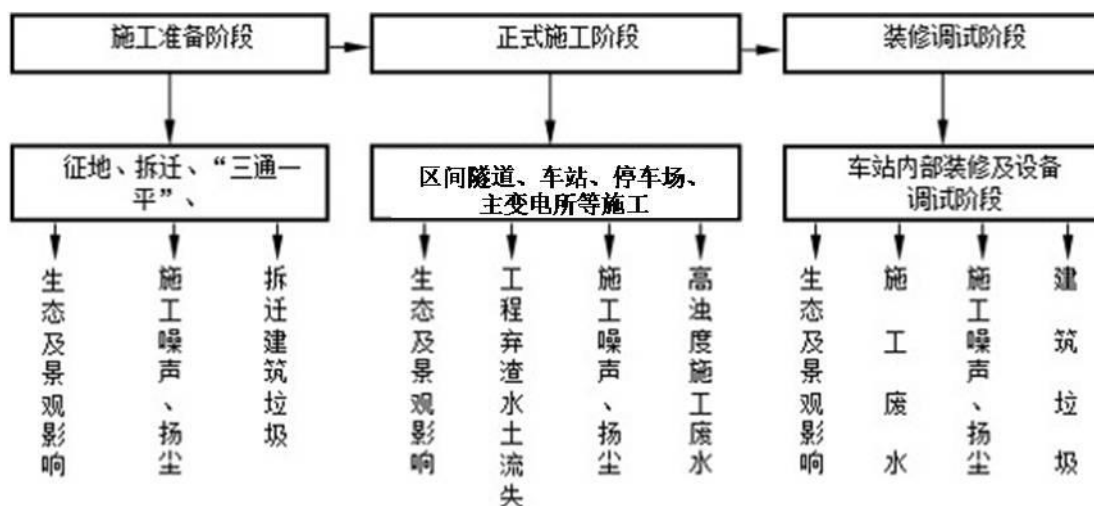 施工准备阶段
正式施工阶段
装修调试阶段
征地、拆迁、“三通一
平”、
区间隧道、车站、停车场、
主变电所等施工
车站内部装修及设备
调试阶段
生态及景观影响
施工噪声、扬尘
拆迁建筑垃圾
生态及景观影响
工程弃渣水土流失
施工噪声、扬尘
高浊度施工废水
生态及景观影响
施工废水
施工噪声、扬尘
建筑垃圾